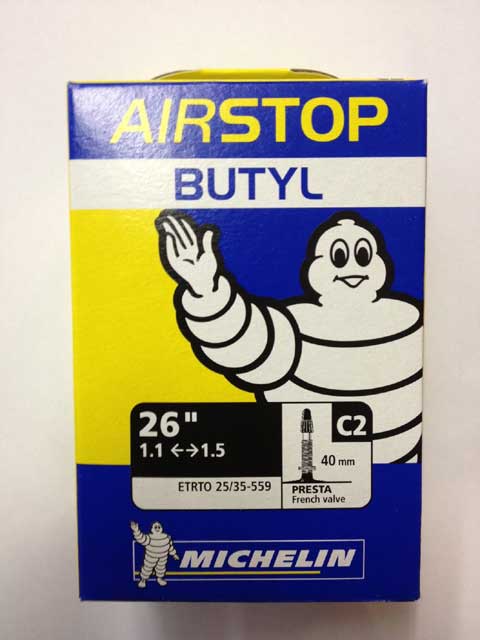 AIRSTOP
BUTYL
26"
1.1 ←→1.5
ETRTO 25/35-559
C2
40 mm
PRESTA
French valve
MICHELIN